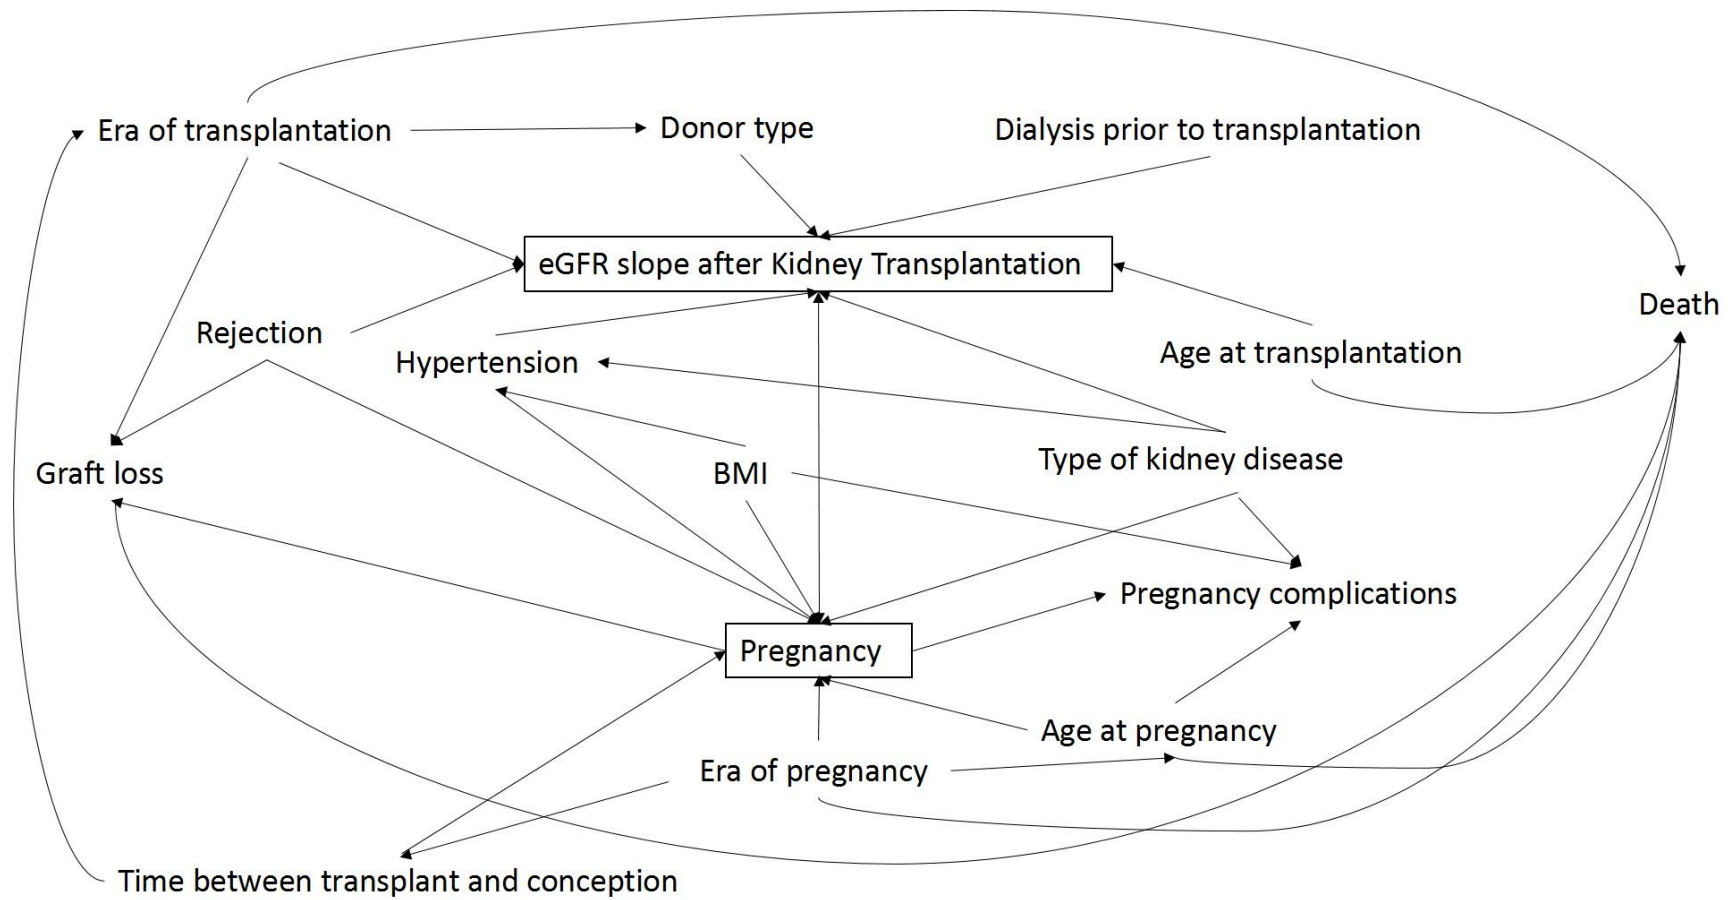 Era of transplantation
Donor type
Dialysis prior to transplantation
eGFR slope after Kidney Transplantation
Death
Rejection
Hypertension
Age at transplantation
Graft loss
BMI
Type of kidney disease
Pregnancy complications
Pregnancy
Age at pregnancy
Era of pregnancy
Time between transplant and conception